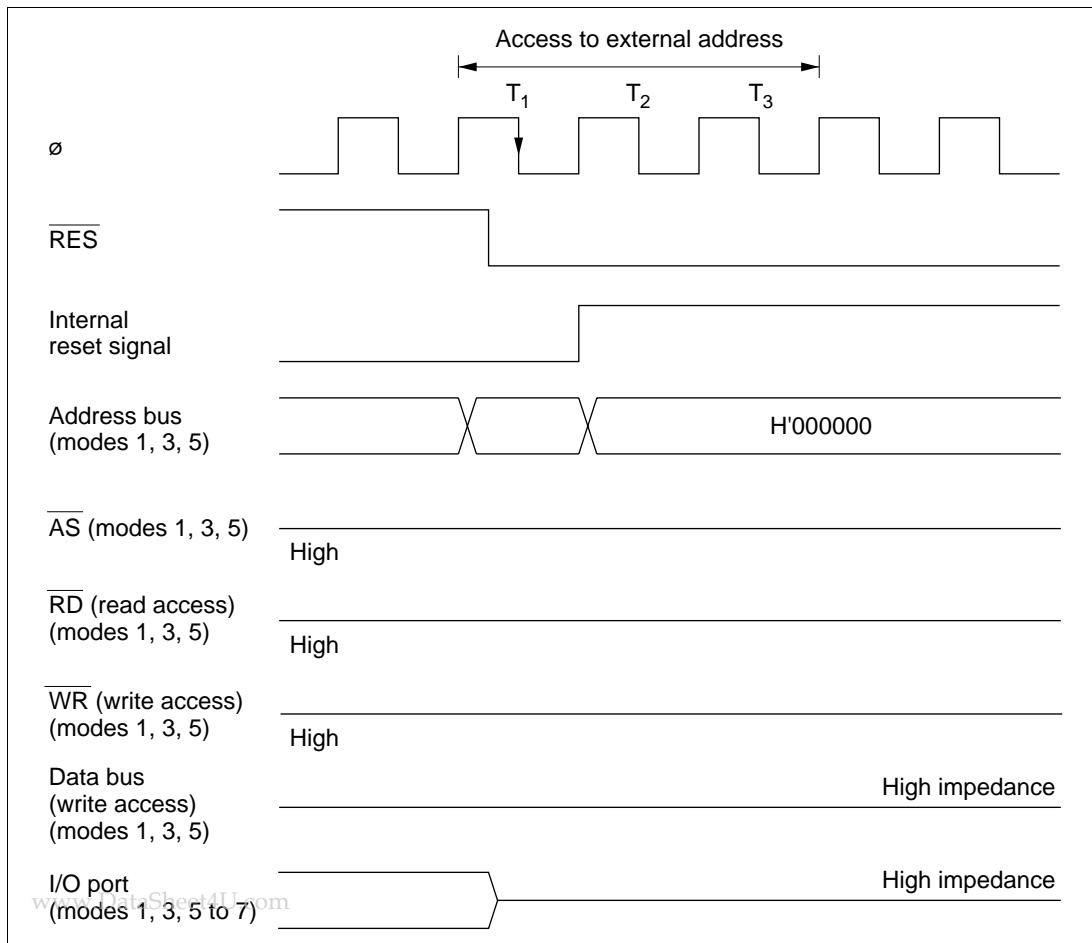 Access to external address
T1 T2 T3
ø
RES
Internal
reset signal
Address bus
(modes 1, 3, 5)
H'000000
AS (modes 1, 3, 5)
High
RD (read access)
(modes 1, 3, 5)
High
WR (write access)
(modes 1, 3, 5)
High
Data bus
(write access)
(modes 1, 3, 5)
High impedance
I/O port
(modes 1, 3, 5 to 7)
High impedance
www.DataSheet4U.com